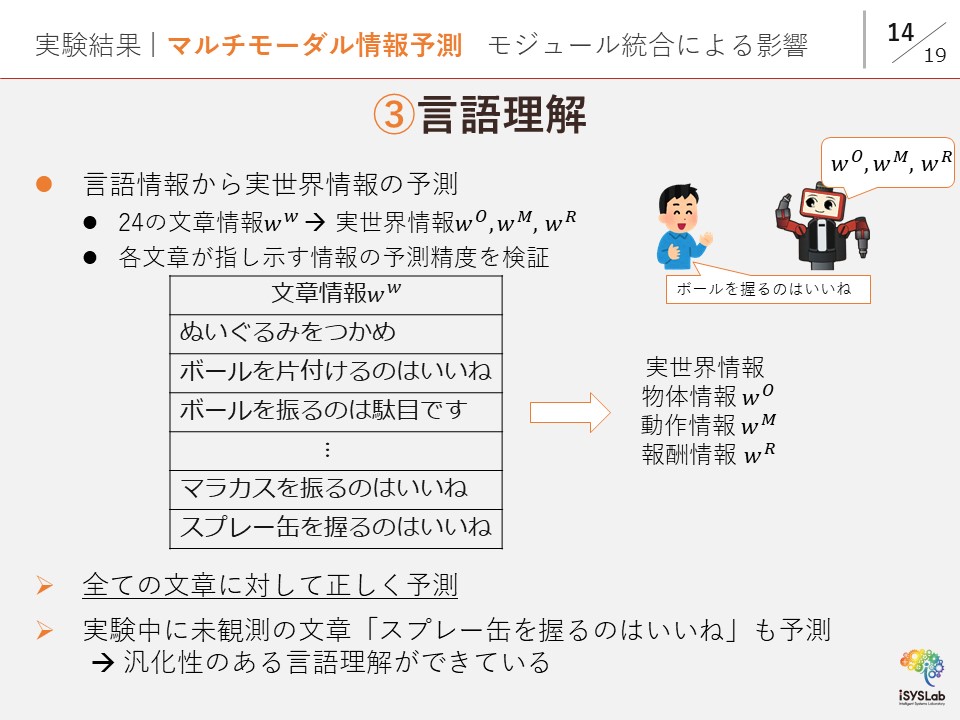 実験結果|マルチモーダル情報予測 モジュール統合による影響
14/19
③言語理解
w^O, w^M, w^R
● 言語情報から実世界情報の予測
● 24の文章情報w^w → 実世界情報w^O, w^M, w^R
● 各文章が指し示す情報の予測精度を検証
ボールを握るのはいいね
文章情報w^w
ぬいぐるみをつかめ
ボールを片付けるのはいいね
ボールを振るのは駄目です
⋮
マラカスを振るのはいいね
スプレー缶を握るのはいいね
実世界情報
物体情報 w^O
動作情報 w^M
報酬情報 w^R
➢ 全ての文章に対して正しく予測
➢ 実験中に未観測の文章「スプレー缶を握るのはいいね」も予測
→ 汎化性のある言語理解ができている
iSYSLab
Intelligent Systems Laboratory